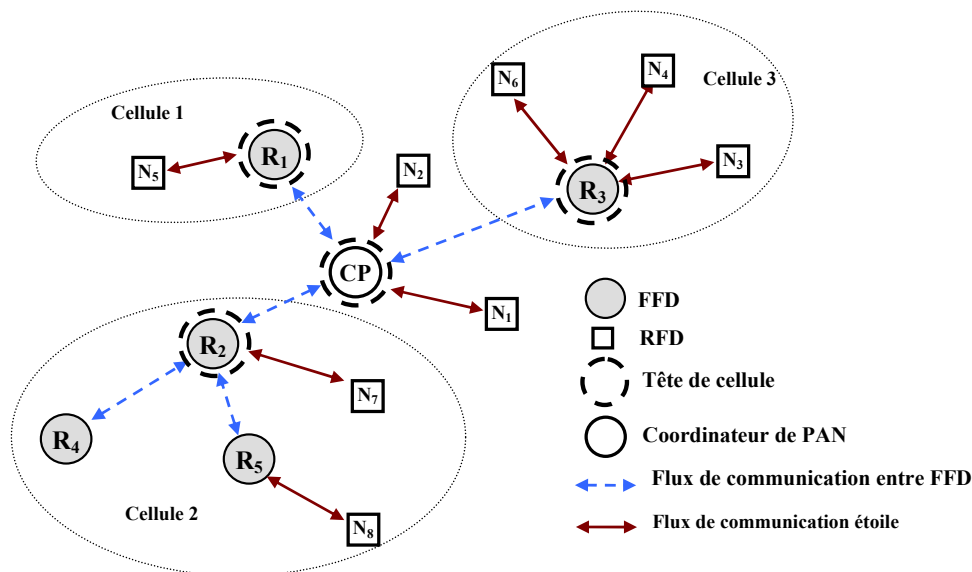 Cellule 1
R1
N5
N2
N6
N4
Cellule 3
N3
R3
CP
N1
R2
N7
R4
R5
N8
Cellule 2
FFD
RFD
Tête de cellule
Coordinateur de PAN
Flux de communication entre FFD
Flux de communication étoile